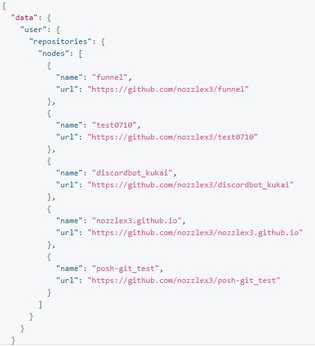 {
  "data": {
    "user": {
      "repositories": {
        "nodes": [
          {
            "name": "funnel",
            "url": "https://github.com/nozzlex3/funnel"
          },
          {
            "name": "test0710",
            "url": "https://github.com/nozzlex3/test0710"
          },
          {
            "name": "discordbot_kukai",
            "url": "https://github.com/nozzlex3/discordbot_kukai"
          },
          {
            "name": "nozzlex3.github.io",
            "url": "https://github.com/nozzlex3/nozzlex3.github.io"
          },
          {
            "name": "posh-git_test",
            "url": "https://github.com/nozzlex3/posh-git_test"
          }
        ]
      }
    }
  }